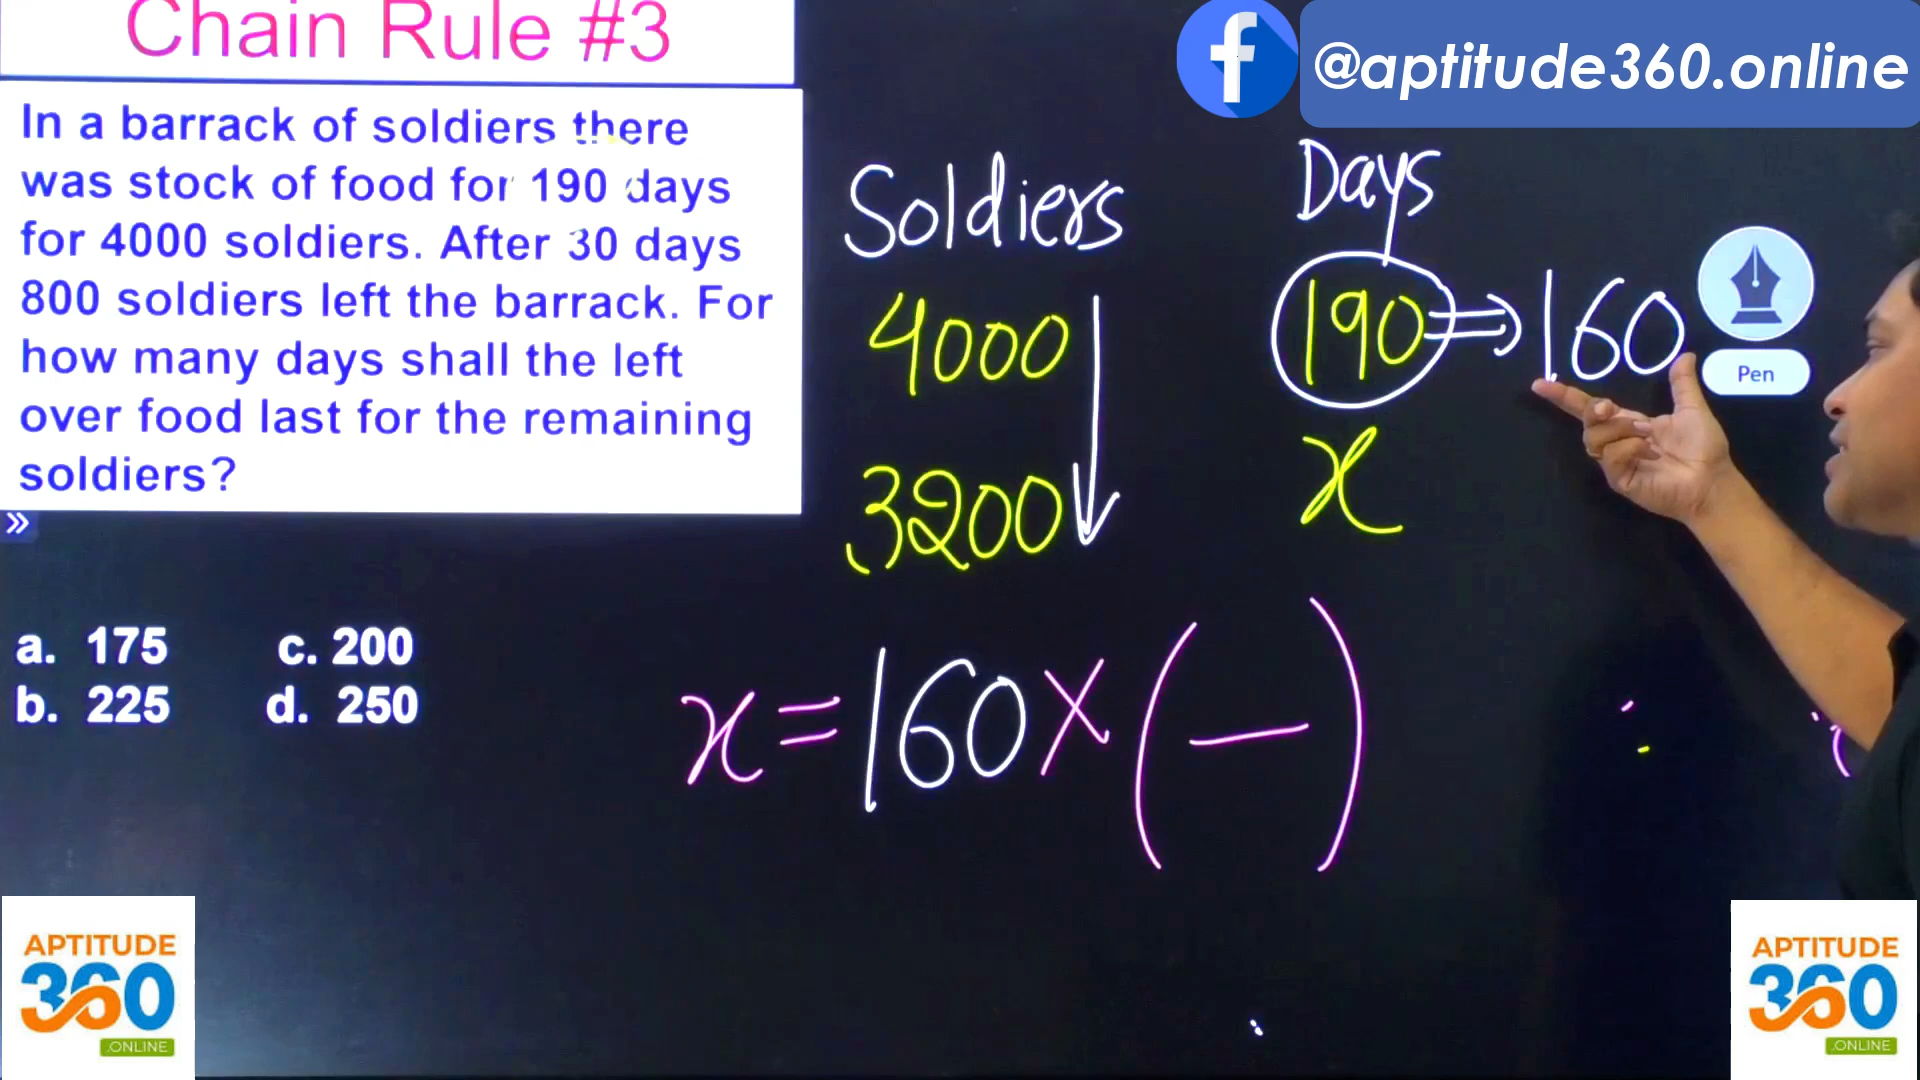 Chain Rule #3
@aptitude360.online
In a barrack of soldiers there
was stock of food for 190 days
for 4000 soldiers. After 30 days
800 soldiers left the barrack. For
how many days shall the left
over food last for the remaining
soldiers?
»
a. 175
c. 200
b. 225
d. 250
Soldiers
Days
4000
190 ⇒ 160
3200
x
x = 160 × ( — )
Pen
APTITUDE
360
.ONLINE
APTITUDE
360
.ONLINE